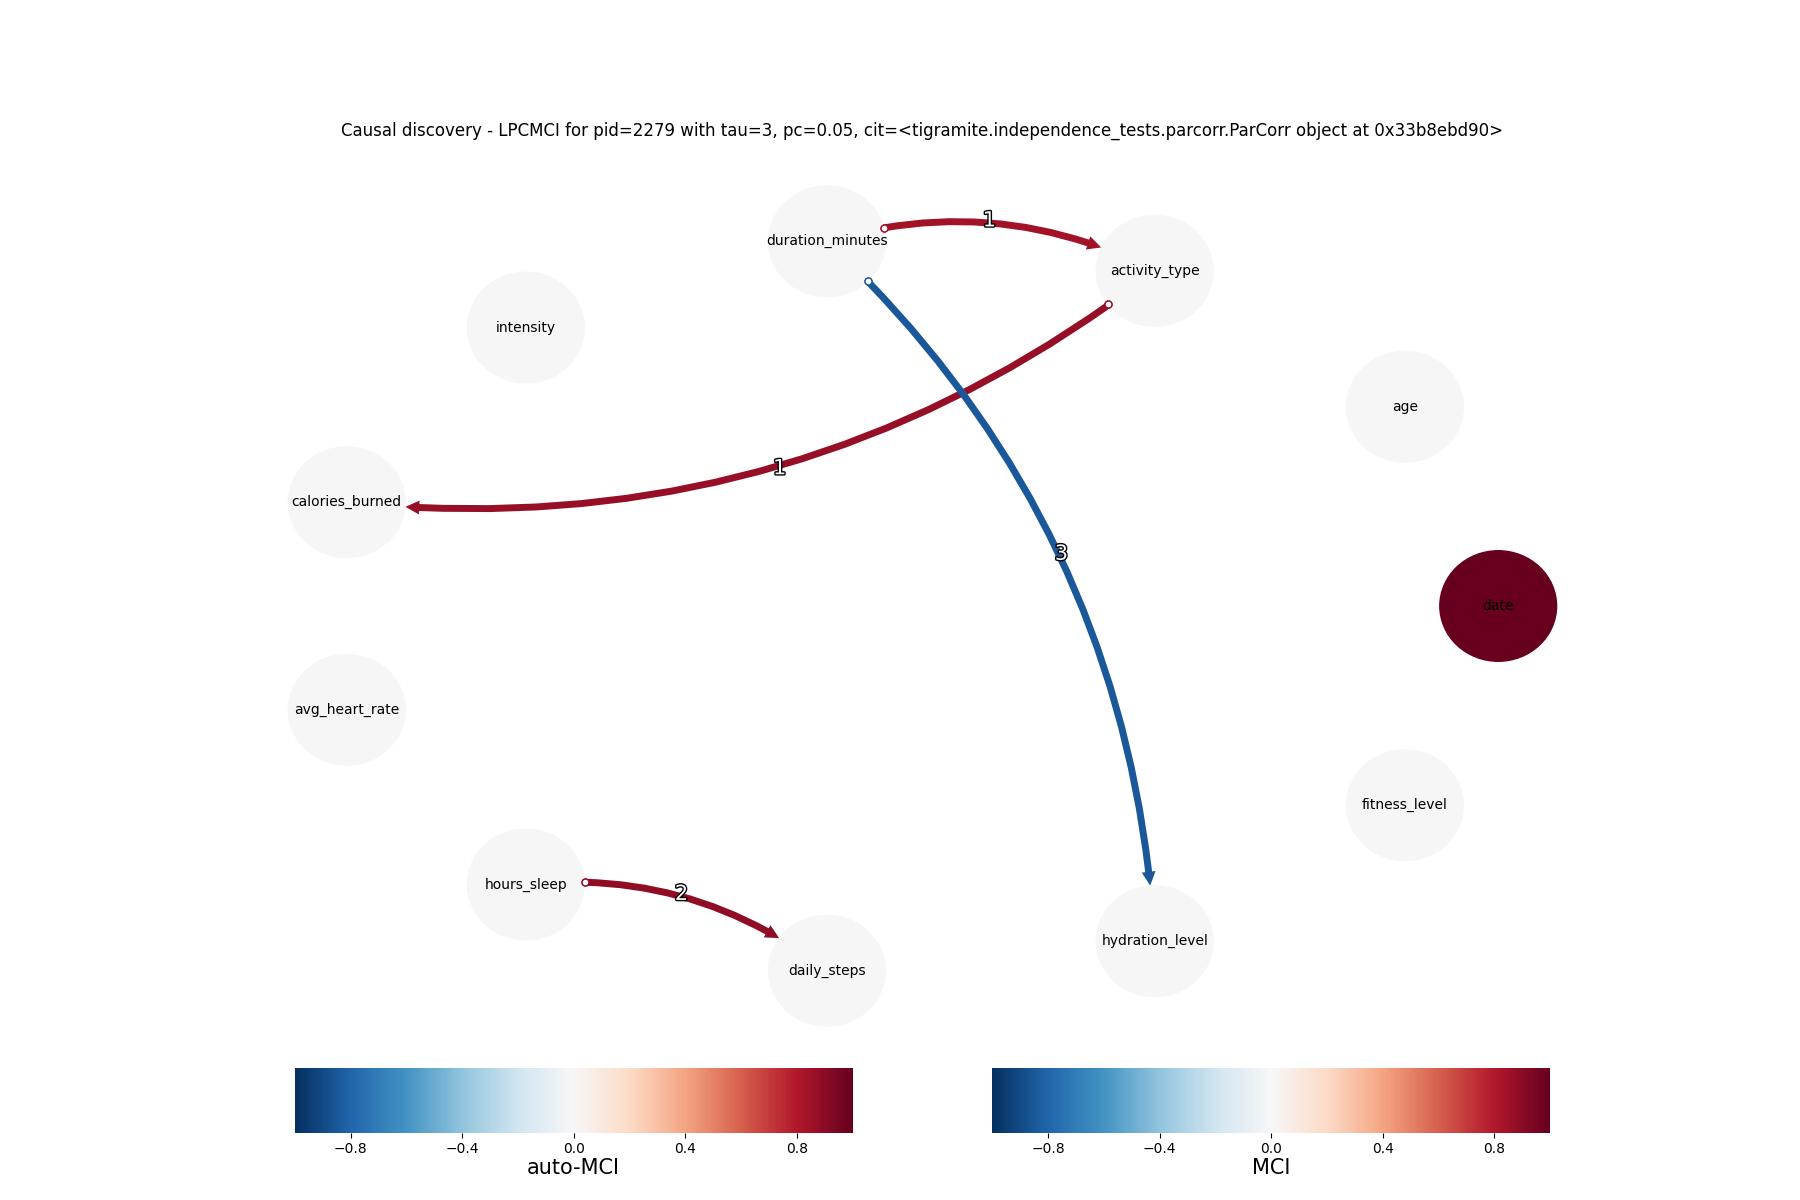 Causal discovery - LPCMCI for pid=2279 with tau=3, pc=0.05, cit=<tigramite.independence_tests.parcorr.ParCorr object at 0x33b8ebd90>
1
duration_minutes
activity_type
intensity
age
1
calories_burned
3
date
avg_heart_rate
fitness_level
hours_sleep
2
hydration_level
daily_steps
−0.8 −0.4 0.0 0.4 0.8
auto-MCI
−0.8 −0.4 0.0 0.4 0.8
MCI